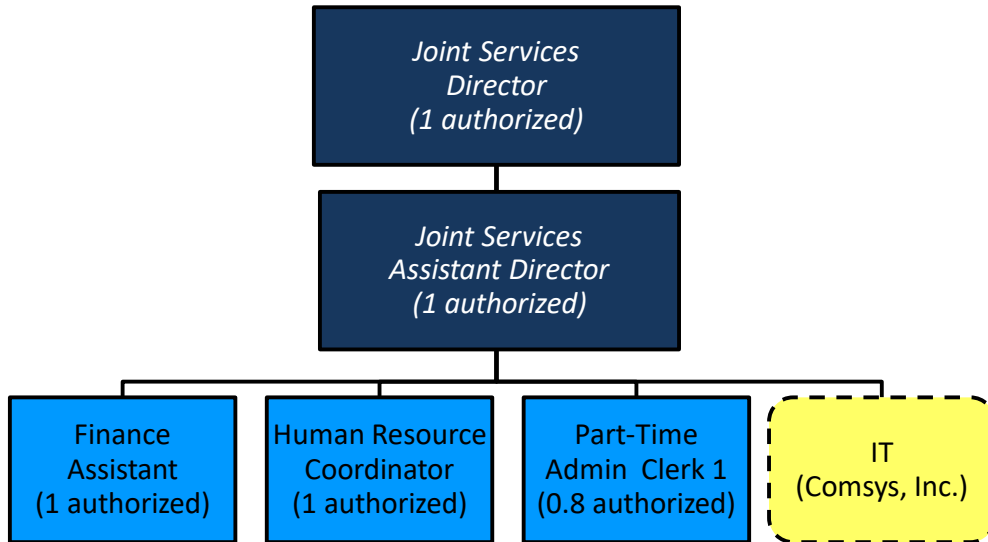 Joint Services
Director
(1 authorized)
Joint Services
Assistant Director
(1 authorized)
Finance
Assistant
(1 authorized)
Human Resource
Coordinator
(1 authorized)
Part-Time
Admin Clerk 1
(0.8 authorized)
IT
(Comsys, Inc.)